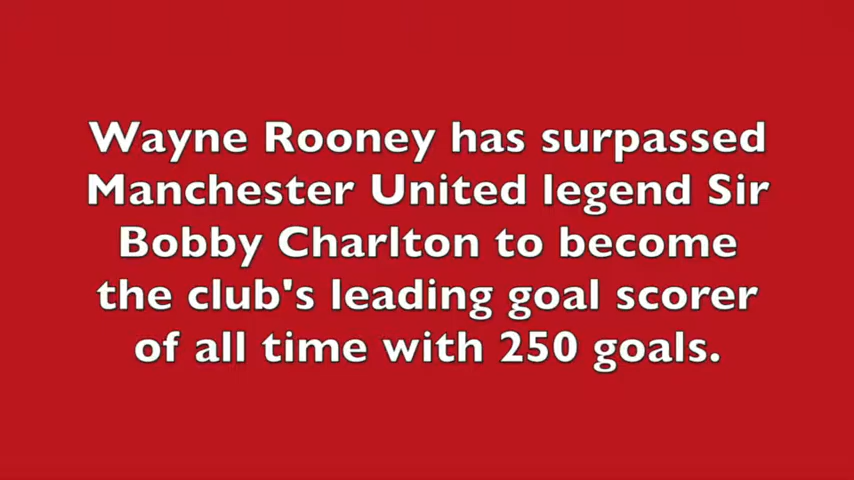 Wayne Rooney has surpassed
Manchester United legend Sir
Bobby Charlton to become
the club's leading goal scorer
of all time with 250 goals.